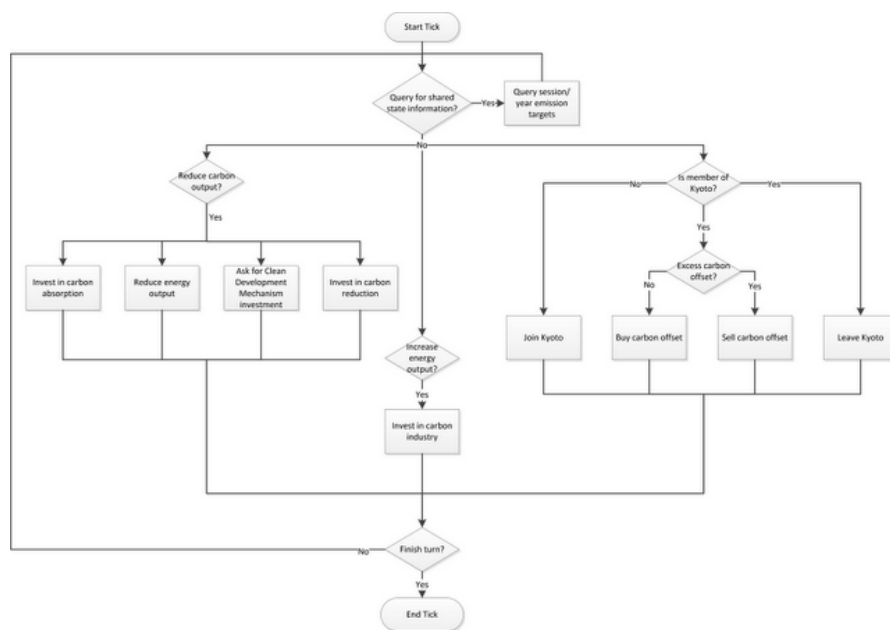 Start Tick
Query for shared
state information?
Yes
Query session/
year emission
targets
No
Reduce carbon
output?
Yes
Is member of
Kyoto?
No
Yes
Yes
Invest in carbon
absorption
Reduce energy
output
Ask for Clean
Development
Mechanism
investment
Invest in carbon
reduction
Excess carbon
offset?
No
Yes
Join Kyoto
Buy carbon offset
Sell carbon offset
Leave Kyoto
Increase
energy
output?
Yes
Invest in carbon
industry
Finish turn?
No
Yes
End Tick